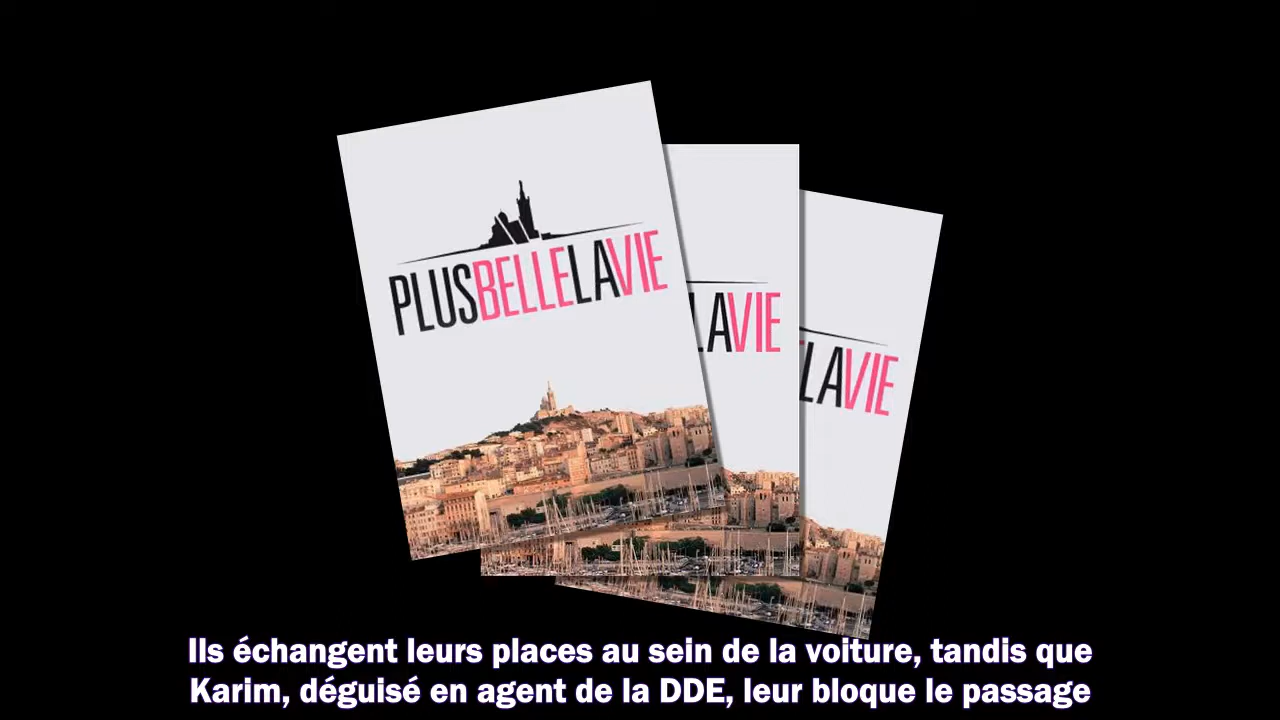 PLUSBELLELAVIE
LAVIE
LAVIE
Ils échangent leurs places au sein de la voiture, tandis que
Karim, déguisé en agent de la DDE, leur bloque le passage